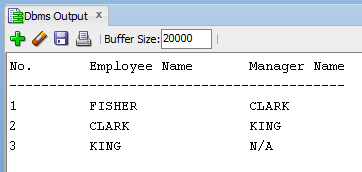 Dbms Output x
Buffer Size: 20000
No. Employee Name Manager Name
-------------------------------------------
1 FISHER CLARK
2 CLARK KING
3 KING N/A